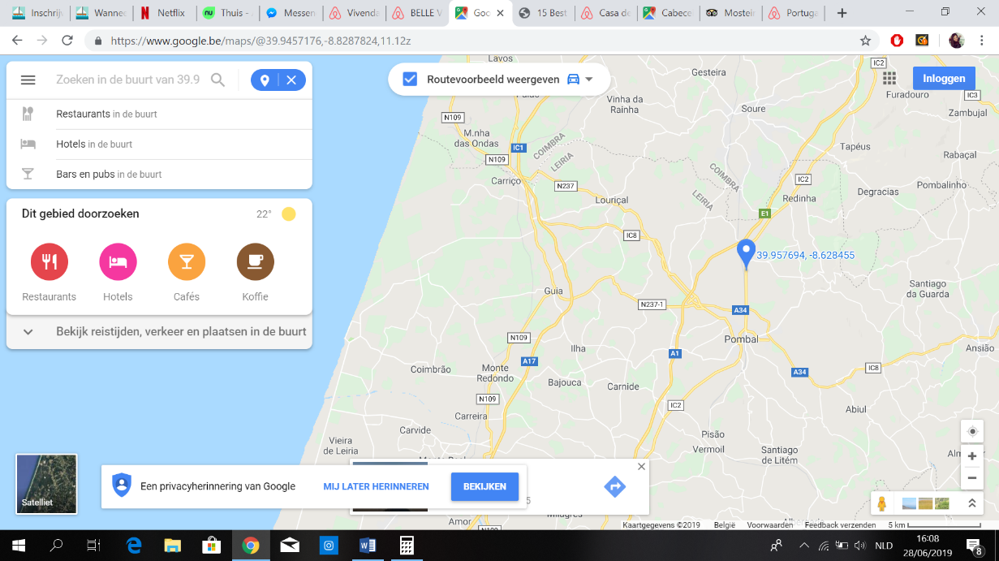 Inschrij
Wannee
Netflix
Thuis -
Messen
Vivenda
BELLE V
Goo
15 Best
Casa de
Cabece
Mostei
Portuga
https://www.google.be/maps/@39.9457176,-8.8287824,11.12z
Zoeken in de buurt van 39.9
Restaurants in de buurt
Hotels in de buurt
Bars en pubs in de buurt
Dit gebied doorzoeken
22°
Restaurants
Hotels
Cafés
Koffie
Bekijk reistijden, verkeer en plaatsen in de buurt
Routevoorbeeld weergeven
Inloggen
Lavos
Gesteira
IC2
Furadouro
IC3
Zambujal
Vinha da
Rainha
Soure
N109
M.nha
das Ondas
IC1
COIMBRA
LEIRIA
Tapéus
Rabaçal
N109
Carriço
N237
COIMBRA
LEIRIA
IC2
Redinha
Degracias
Pombalinho
Louriçal
E1
IC8
39.957694, -8.628455
Guia
Santiago
da Guarda
N237-1
A34
N109
Pombal
Ilha
A1
Ansião
A17
Coimbrão
Monte
Redondo
Bajouca
Carnide
A34
IC8
N109
IC2
Abiul
Carreira
Carvide
Vieira
de Leiria
Pisão
Vermoil
Santiago
de Litém
Satelliet
Een privacyherinnering van Google
MIJ LATER HERINNEREN
BEKIJKEN
5
Amor
N109
Milagres
Kaartgegevens ©2019
België
Voorwaarden
Feedback verzenden
5 km
NLD
16:08
28/06/2019
8